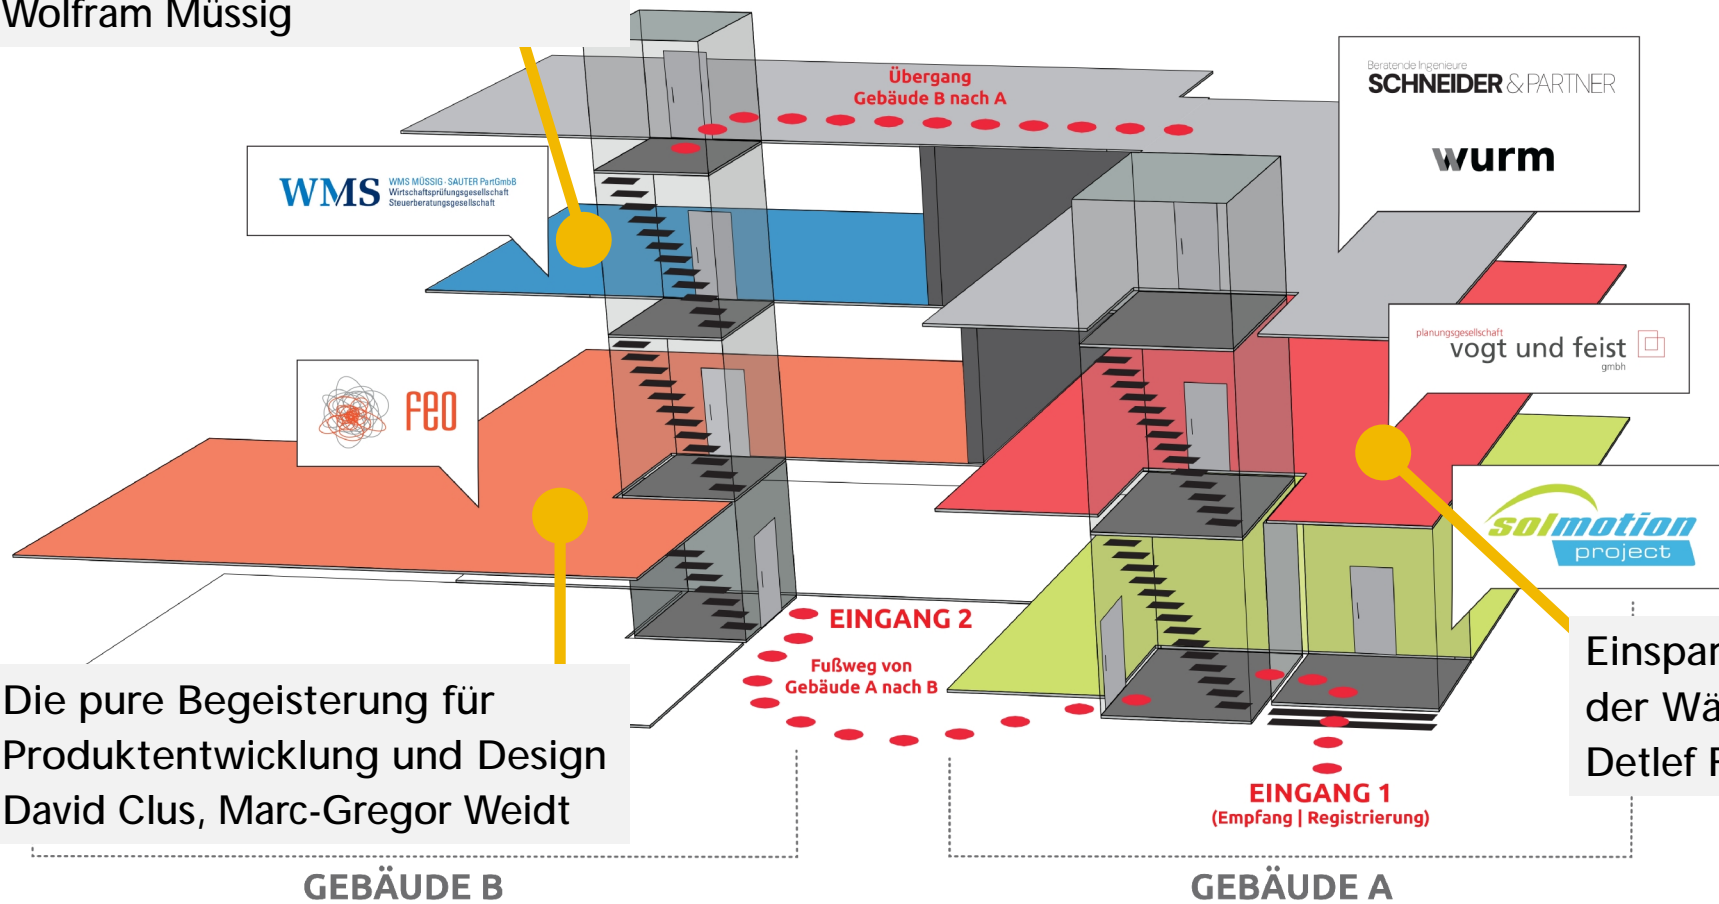 Wolfram Müssig
Übergang
Gebäude B nach A
Beratende Ingenieure
SCHNEIDER & PARTNER
wurm
WMS
WMS MÜSSIG · SAUTER PartGmbB
Wirtschaftsprüfungsgesellschaft
Steuerberatungsgesellschaft
planungsgesellschaft
vogt und feist
gmbh
feo
solmotion
project
EINGANG 2
Fußweg von
Gebäude A nach B
Die pure Begeisterung für
Produktentwicklung und Design
David Clus, Marc-Gregor Weidt
der
Detlef
EINGANG 1
(Empfang | Registrierung)
GEBÄUDE B
GEBÄUDE A